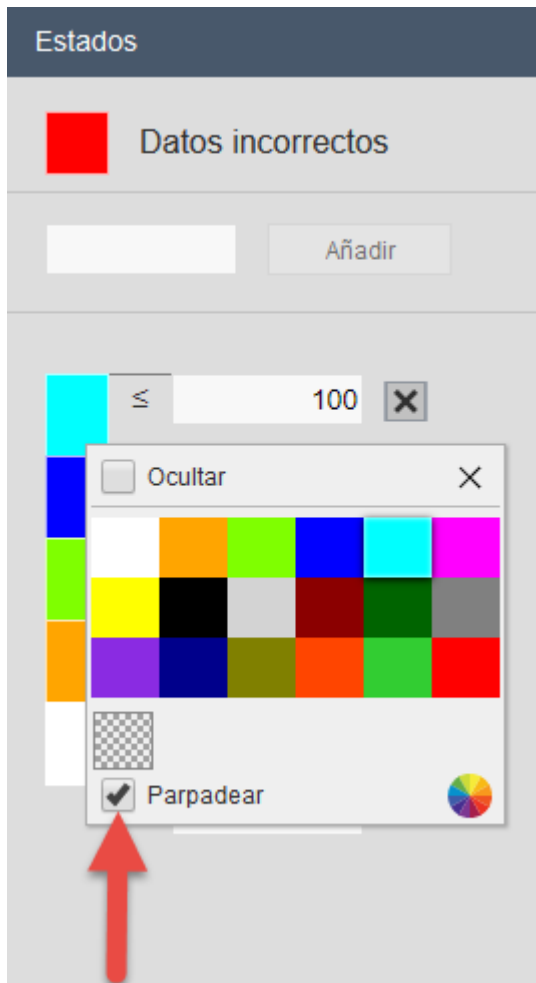 Estados
Datos incorrectos
Añadir
≤ 100
Ocultar
Parpadear